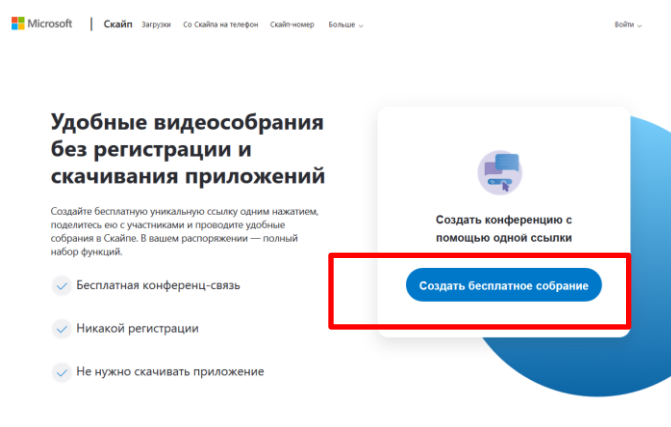 Microsoft | Скайп Загрузки Со Скайпа на телефон Скайп-номер Больше Войти
Удобные видеособрания
без регистрации и
скачивания приложений
Создайте бесплатную уникальную ссылку одним нажатием,
поделитесь ею с участниками и проводите удобные
собрания в Скайпе. В вашем распоряжении — полный
набор функций.
Бесплатная конференц-связь
Никакой регистрации
Не нужно скачивать приложение
Создать конференцию с
помощью одной ссылки
Создать бесплатное собрание